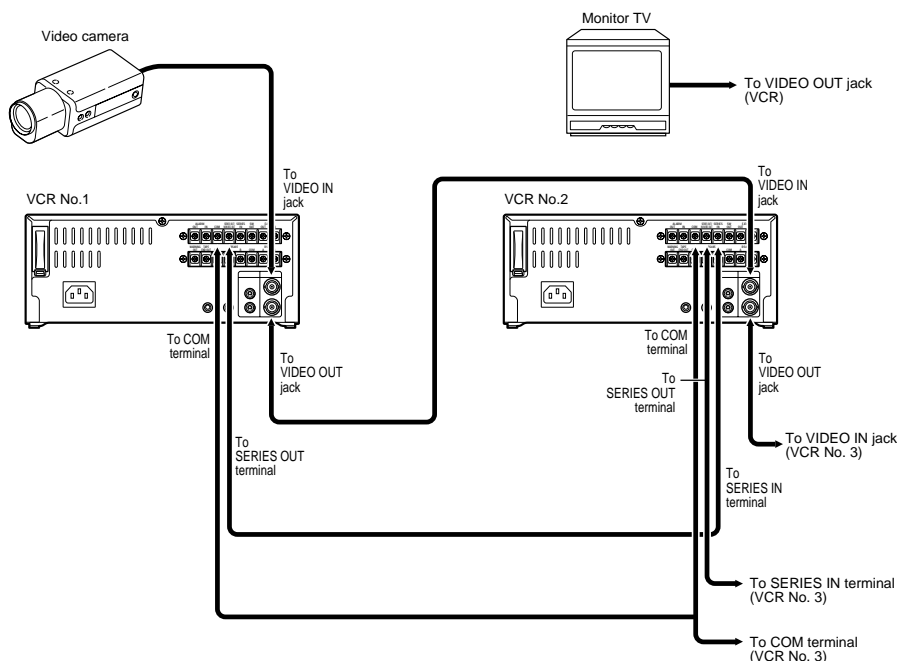 Monitor TV
Video camera
To VIDEO OUT jack
(VCR)
To
VIDEO IN
jack
To
VIDEO IN
jack
VCR No.1
VCR No.2
To COM
terminal
To
VIDEO OUT
jack
To
SERIES OUT
terminal
To COM
terminal
To
SERIES OUT
terminal
To
VIDEO OUT
jack
To VIDEO IN jack
(VCR No. 3)
To
SERIES IN
terminal
To SERIES IN terminal
(VCR No. 3)
To COM terminal
(VCR No. 3)